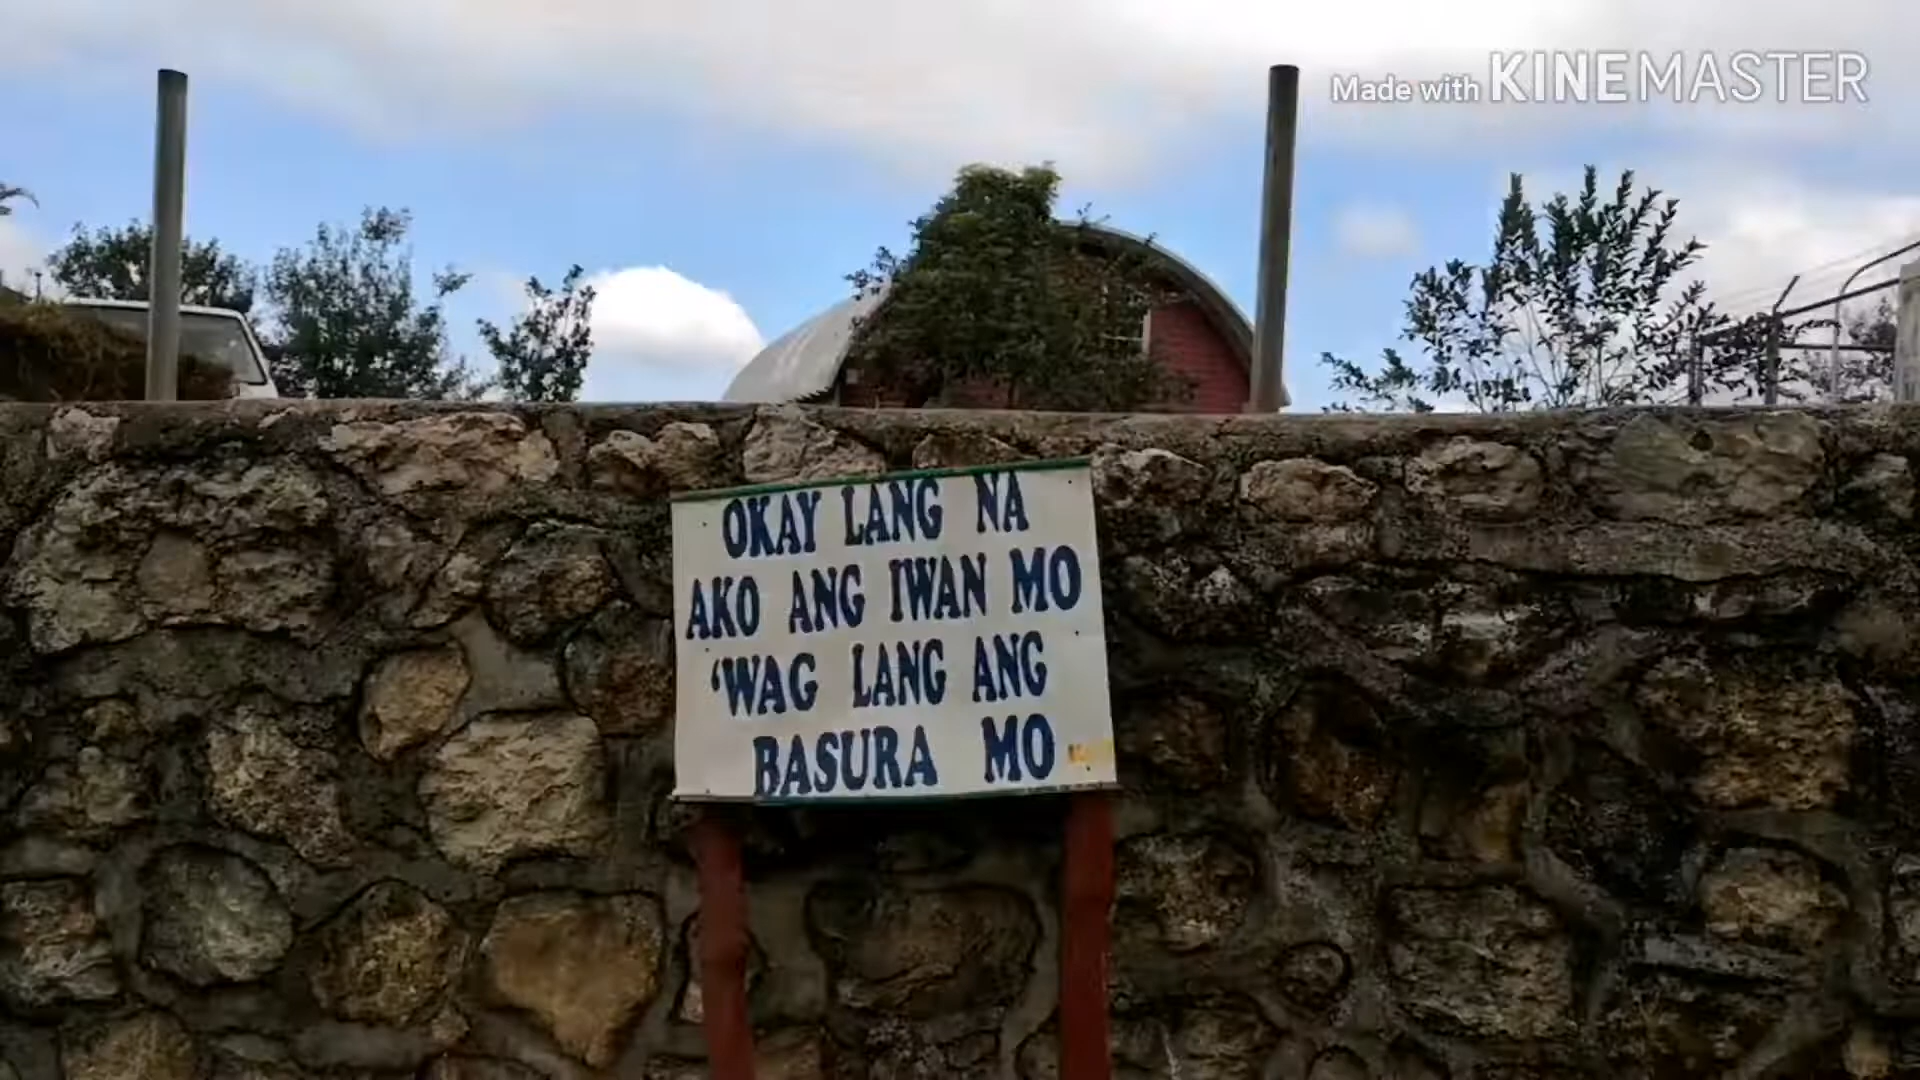 Made with KINEMASTER
OKAY LANG NA
AKO ANG IWAN MO
'WAG LANG ANG
BASURA MO